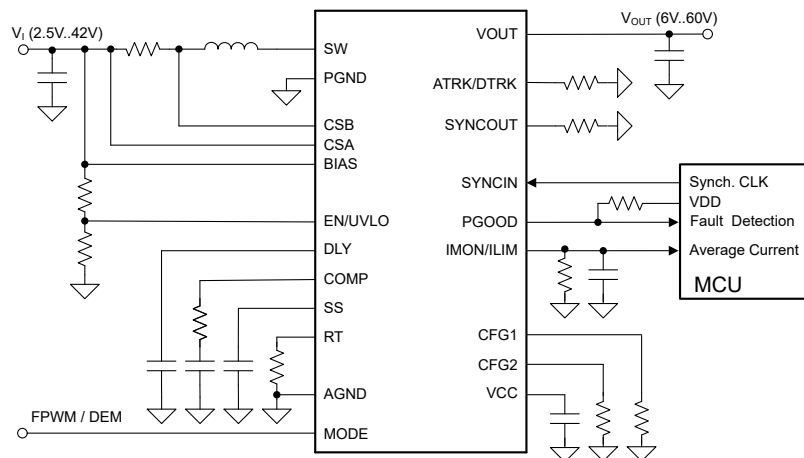 VI (2.5V..42V)
SW
PGND
CSB
CSA
BIAS
EN/UVLO
DLY
COMP
SS
RT
AGND
FPWM / DEM
MODE
VOUT
VOUT (6V..60V)
ATRK/DTRK
SYNCOUT
SYNCIN
PGOOD
IMON/ILIM
CFG1
CFG2
VCC
Synch. CLK
VDD
Fault Detection
Average Current
MCU